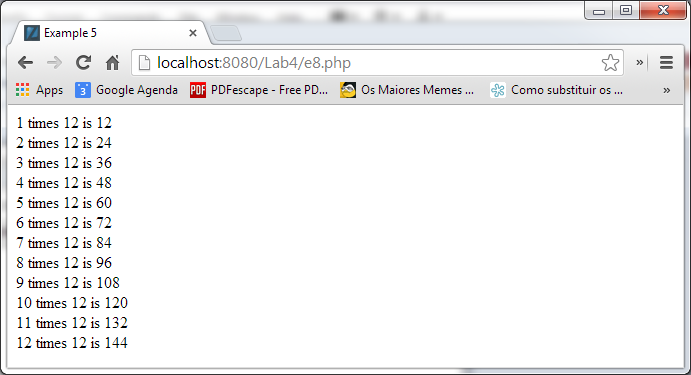 Example 5
localhost:8080/Lab4/e8.php
Apps 3 Google Agenda PDF PDFescape - Free PD... Os Maiores Memes ... Como substituir os ... »
1 times 12 is 12
2 times 12 is 24
3 times 12 is 36
4 times 12 is 48
5 times 12 is 60
6 times 12 is 72
7 times 12 is 84
8 times 12 is 96
9 times 12 is 108
10 times 12 is 120
11 times 12 is 132
12 times 12 is 144